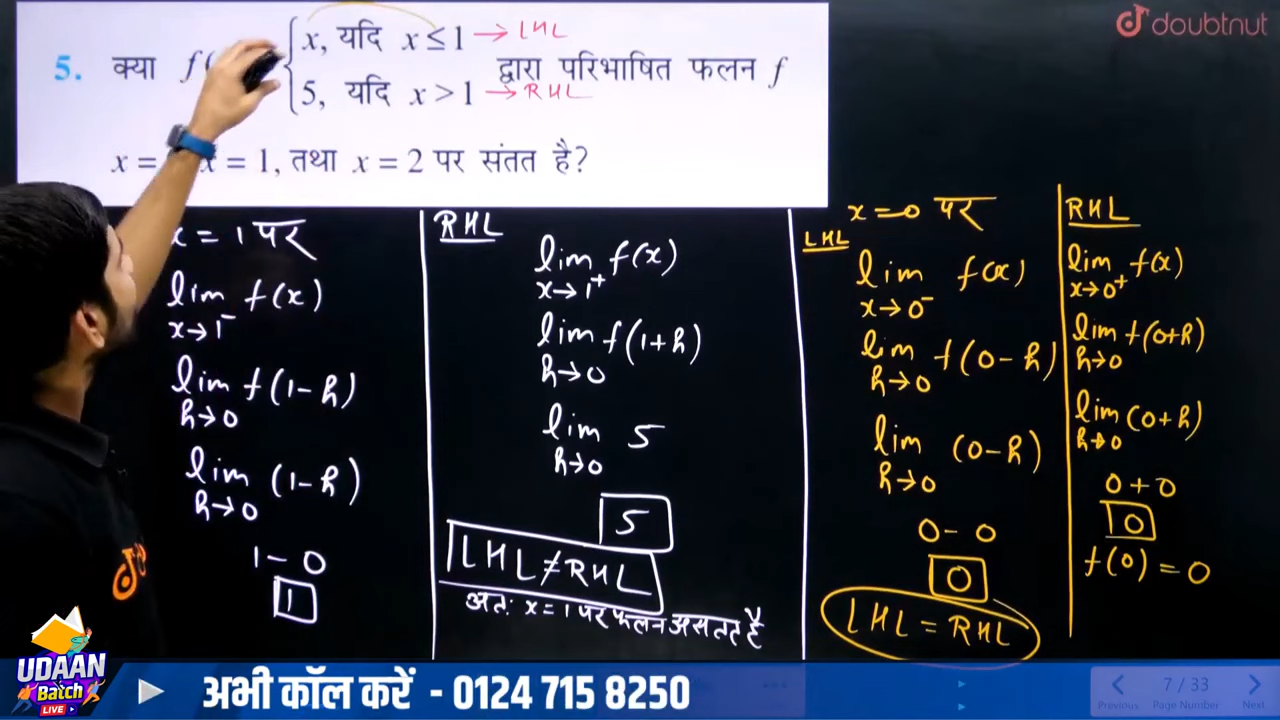 doubtnut
5. क्या f( x, यदि x ≤ 1 → LHL
5, यदि x > 1 → RHL
द्वारा परिभाषित फलन f
x = x = 1, तथा x = 2 पर संतत है?
x = 1 पर
lim f(x)
x→1⁻
lim f(1-h)
h→0
lim (1-h)
h→0
1 - 0
1
RHL
lim f(x)
x→1⁺
lim f(1+h)
h→0
lim 5
h→0
5
LHL ≠ RHL
अतः x = 1 पर फलन असतत है
x = 0 पर
LHL
lim f(x)
x→0⁻
lim f(0-h)
h→0
lim (0-h)
h→0
0 - 0
0
LHL = RHL
RHL
lim f(x)
x→0⁺
lim f(0+h)
h→0
lim (0+h)
h→0
0 + 0
0
f(0) = 0
UDAAN
Batch
LIVE
अभी कॉल करें - 0124 715 8250
7 / 33
Previous Page Number Next